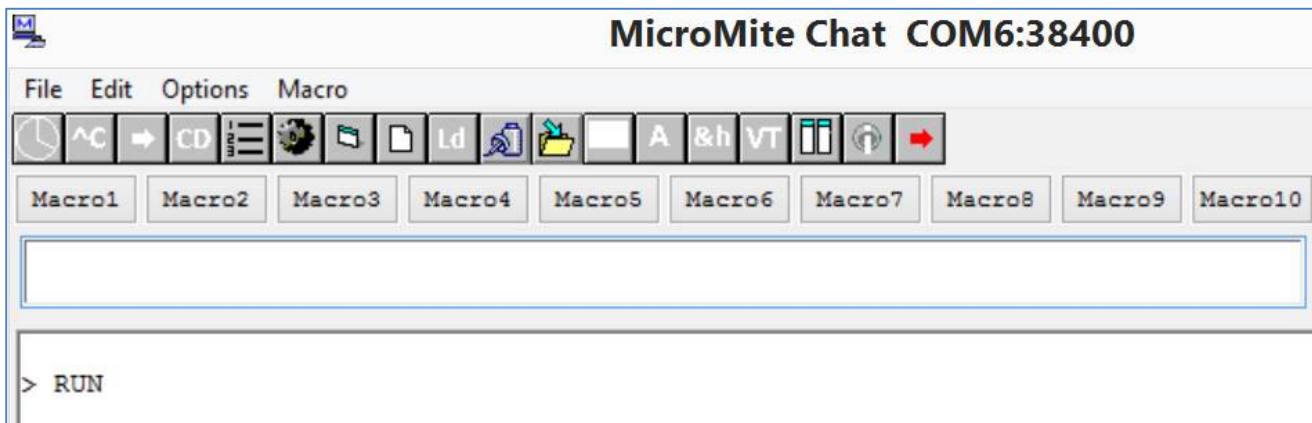 MicroMite Chat COM6:38400
File Edit Options Macro
^C CD Ld A &h VT
Macro1 Macro2 Macro3 Macro4 Macro5 Macro6 Macro7 Macro8 Macro9 Macro10
> RUN